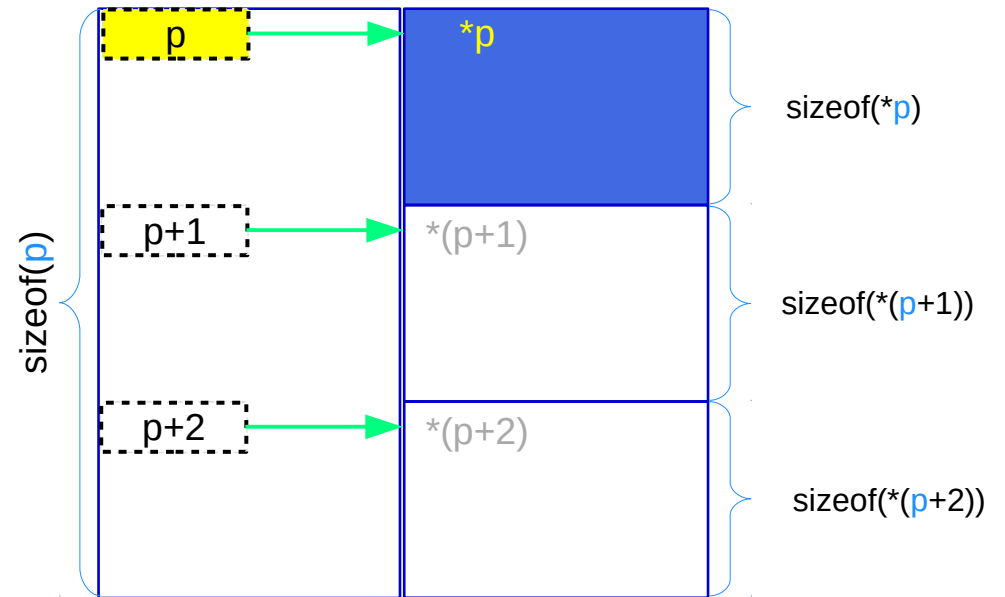 p
*p
sizeof(*p)
sizeof(p)
p+1
*(p+1)
sizeof(*(p+1))
p+2
*(p+2)
sizeof(*(p+2))